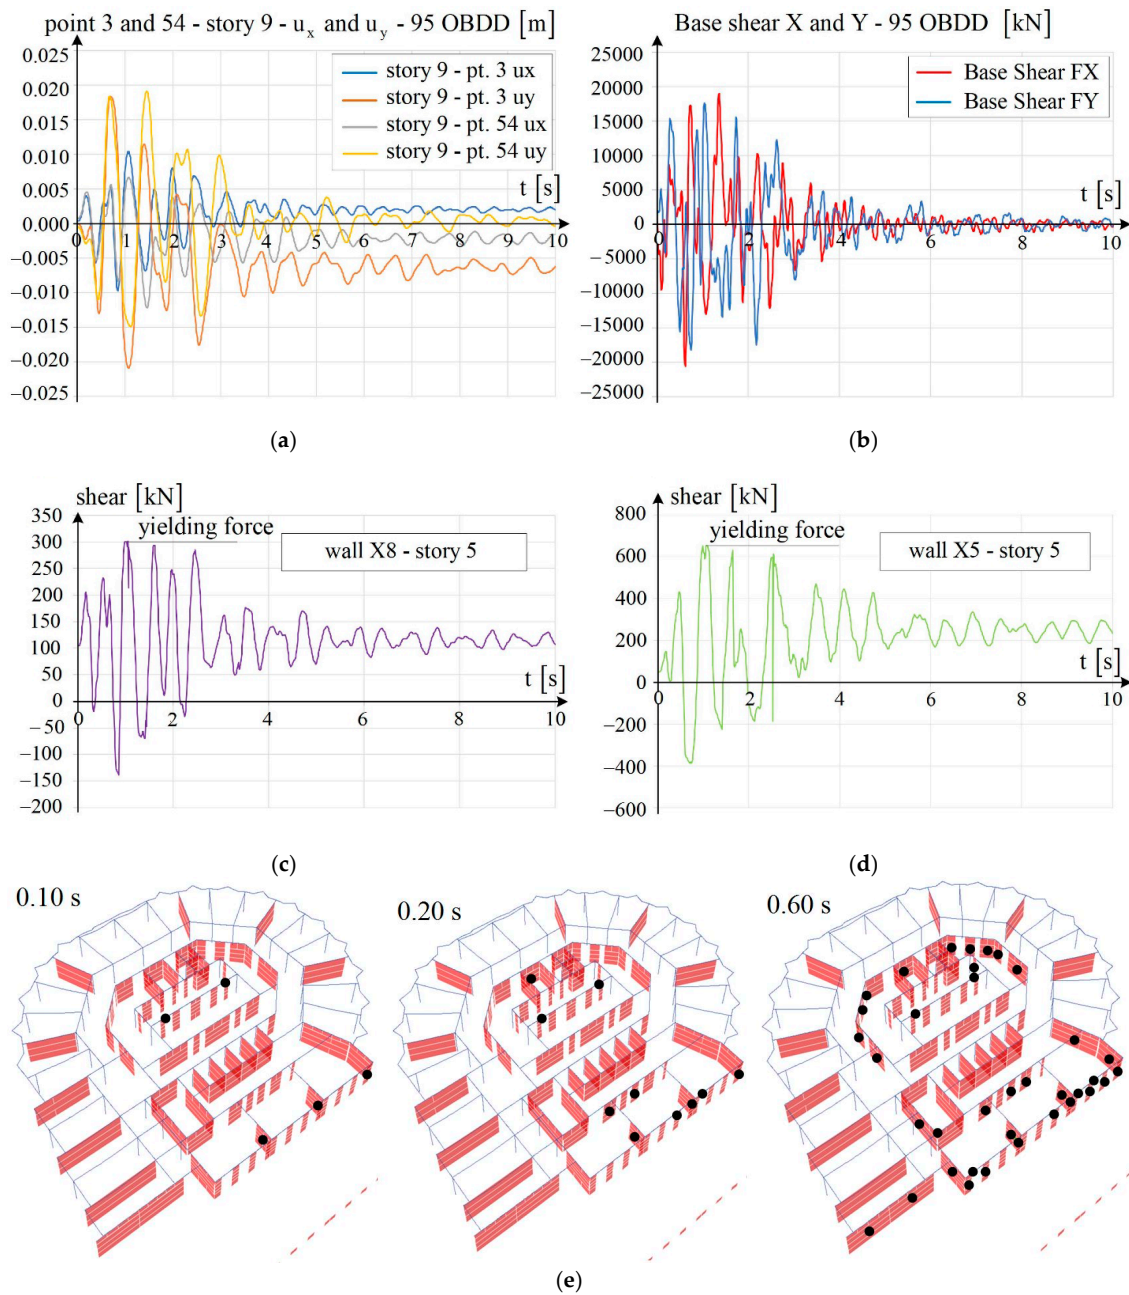 point 3 and 54 - story 9 - uₓ and u_y - 95 OBDD [m]
0.025
0.020
0.015
0.010
0.005
0.000
−0.005
−0.010
−0.015
−0.020
−0.025
story 9 - pt. 3 ux
story 9 - pt. 3 uy
story 9 - pt. 54 ux
story 9 - pt. 54 uy
t [s]
0 1 2 3 4 5 6 7 8 9 10
(a)
Base shear X and Y - 95 OBDD [kN]
25000
20000
15000
10000
5000
0
−5000
−10000
−15000
−20000
−25000
Base Shear FX
Base Shear FY
t [s]
0 2 4 6 8 10
(b)
shear [kN]
350
300
250
200
150
100
50
0
−50
−100
−150
−200
yielding force
wall X8 - story 5
t [s]
0 2 4 6 8 10
(c)
shear [kN]
800
600
400
200
0
−200
−400
−600
yielding force
wall X5 - story 5
t [s]
0 2 4 6 8 10
(d)
0.10 s
0.20 s
0.60 s
(e)